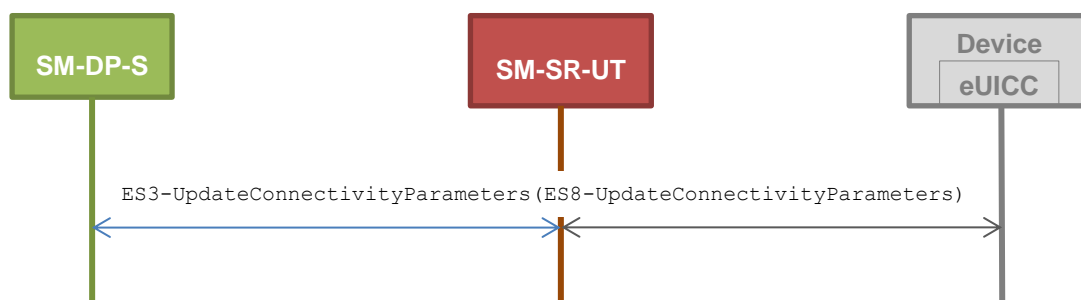 SM-DP-S
SM-SR-UT
Device
eUICC
ES3-UpdateConnectivityParameters(ES8-UpdateConnectivityParameters)